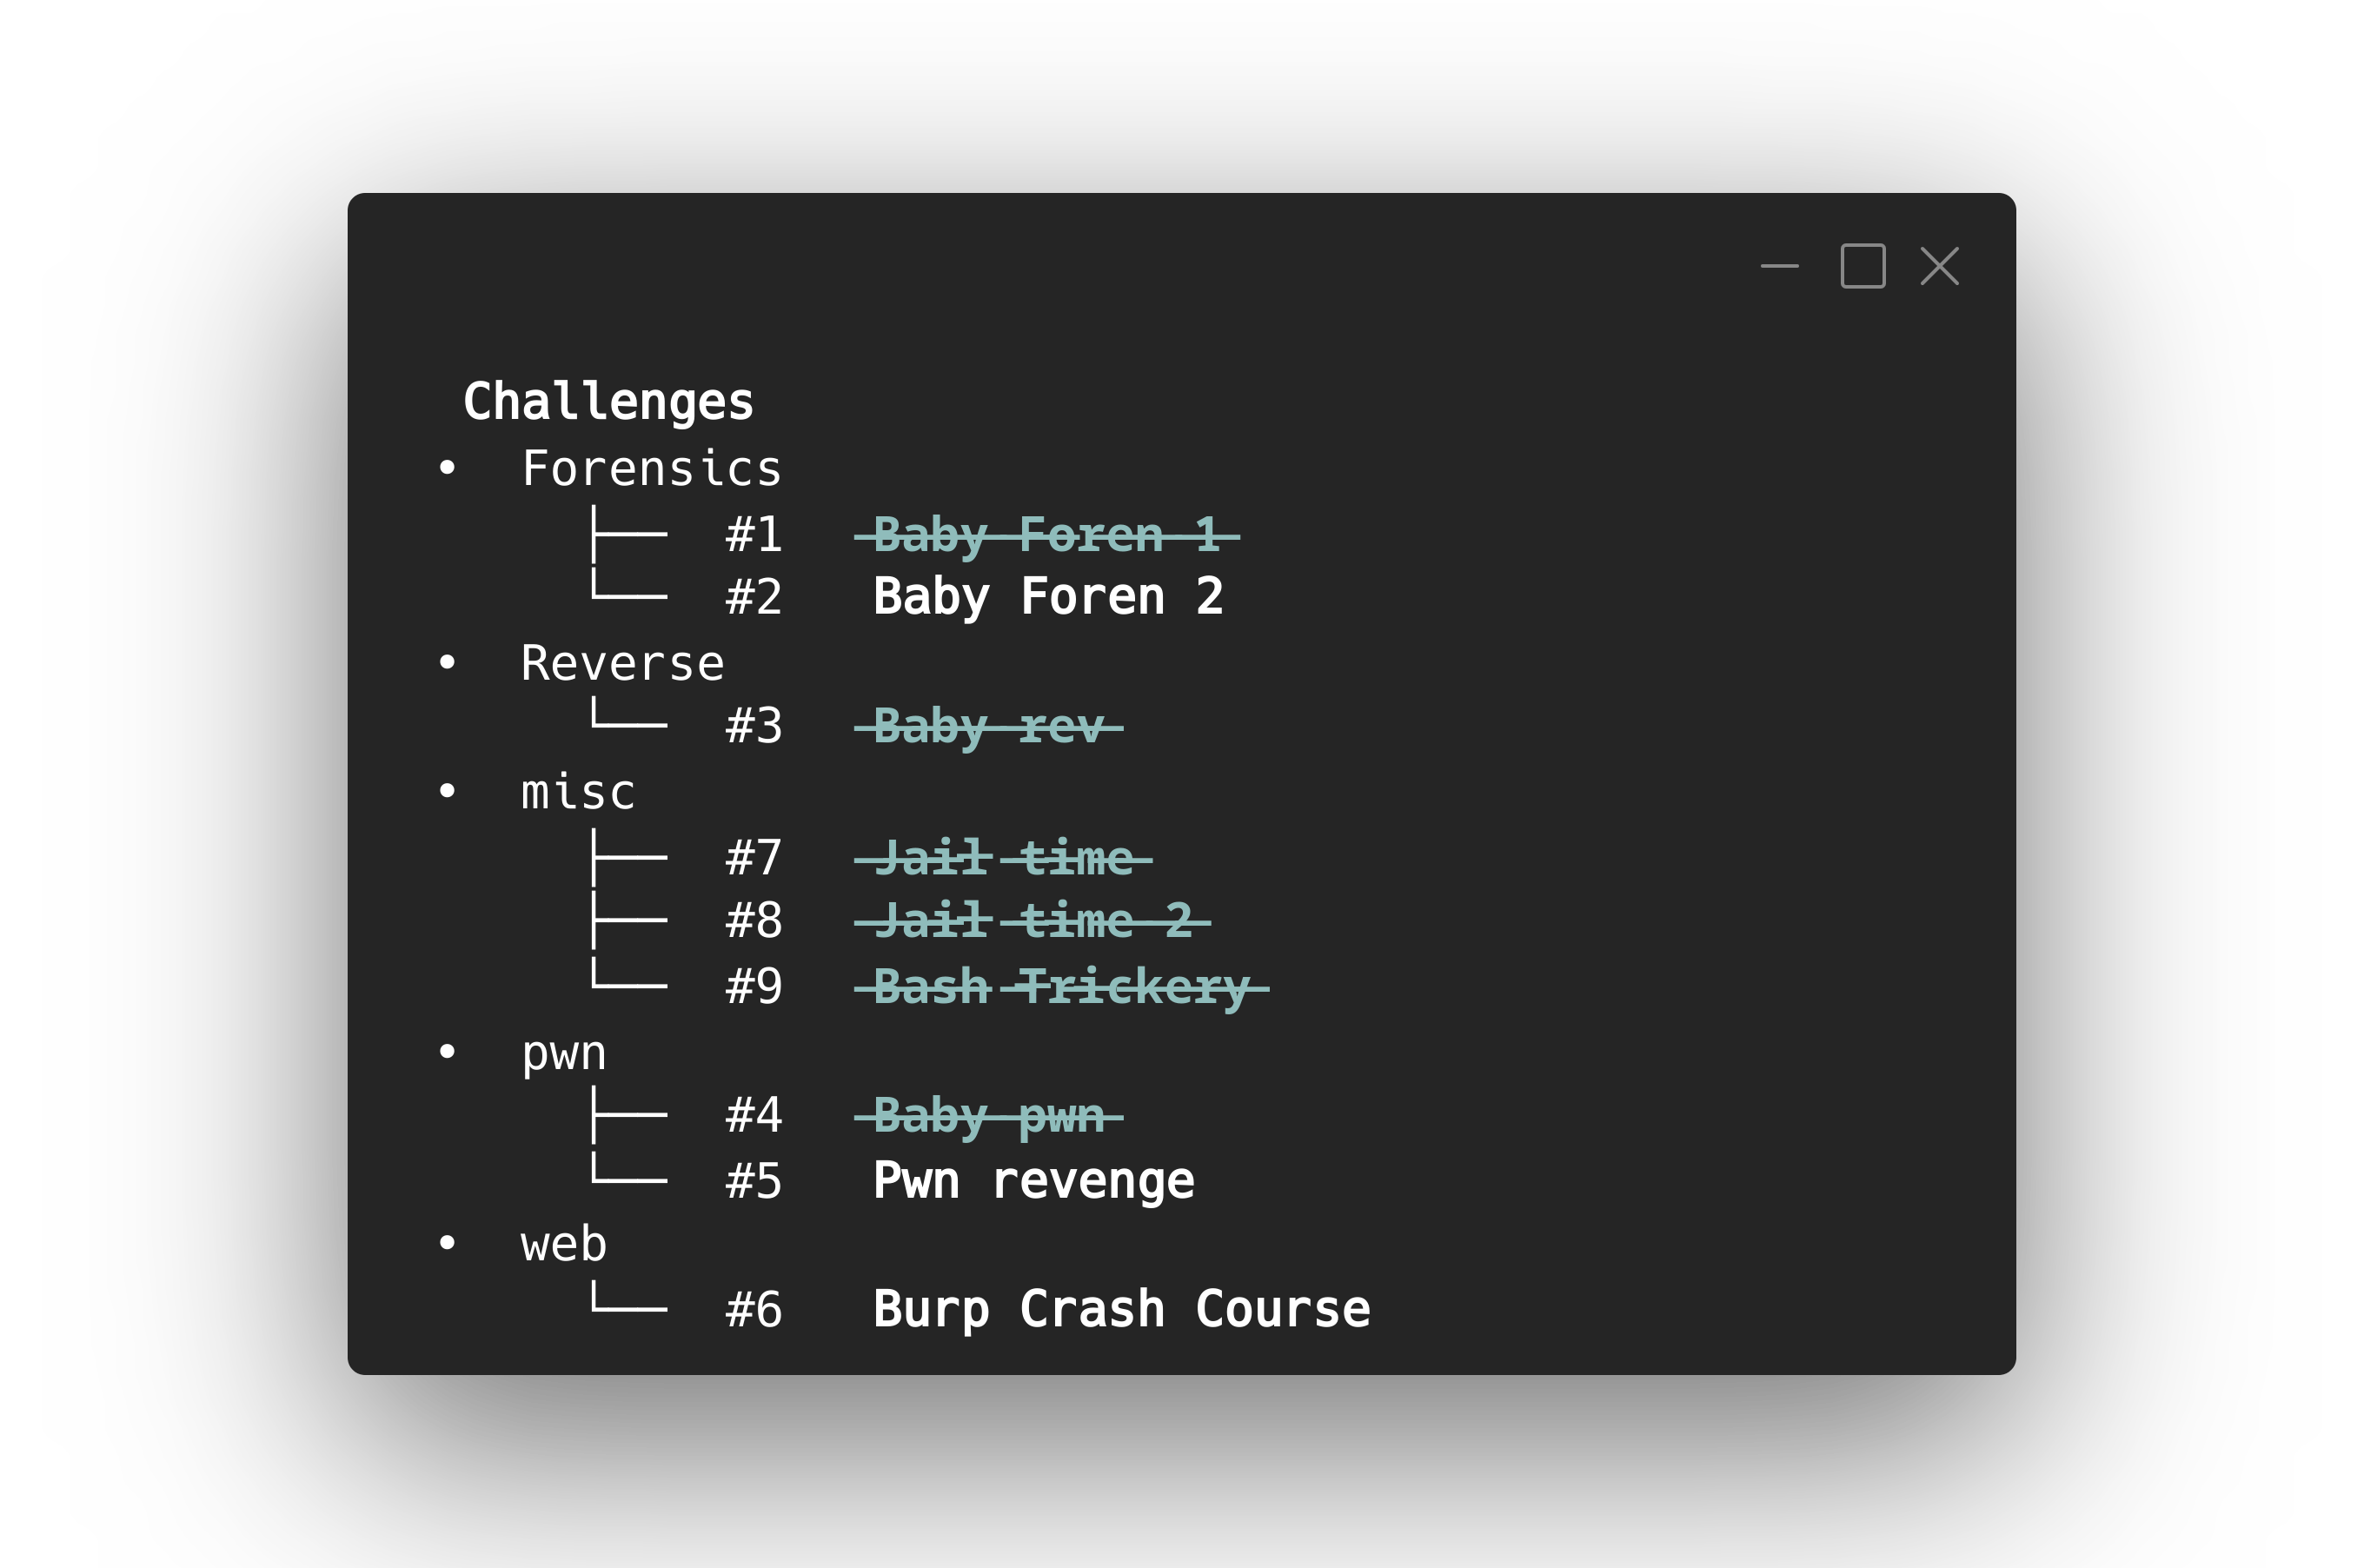 Challenges
• Forensics
├── #1 Baby Foren 1
└── #2 Baby Foren 2
• Reverse
└── #3 Baby rev
• misc
├── #7 Jail time
├── #8 Jail time 2
└── #9 Bash Trickery
• pwn
├── #4 Baby pwn
└── #5 Pwn revenge
• web
└── #6 Burp Crash Course